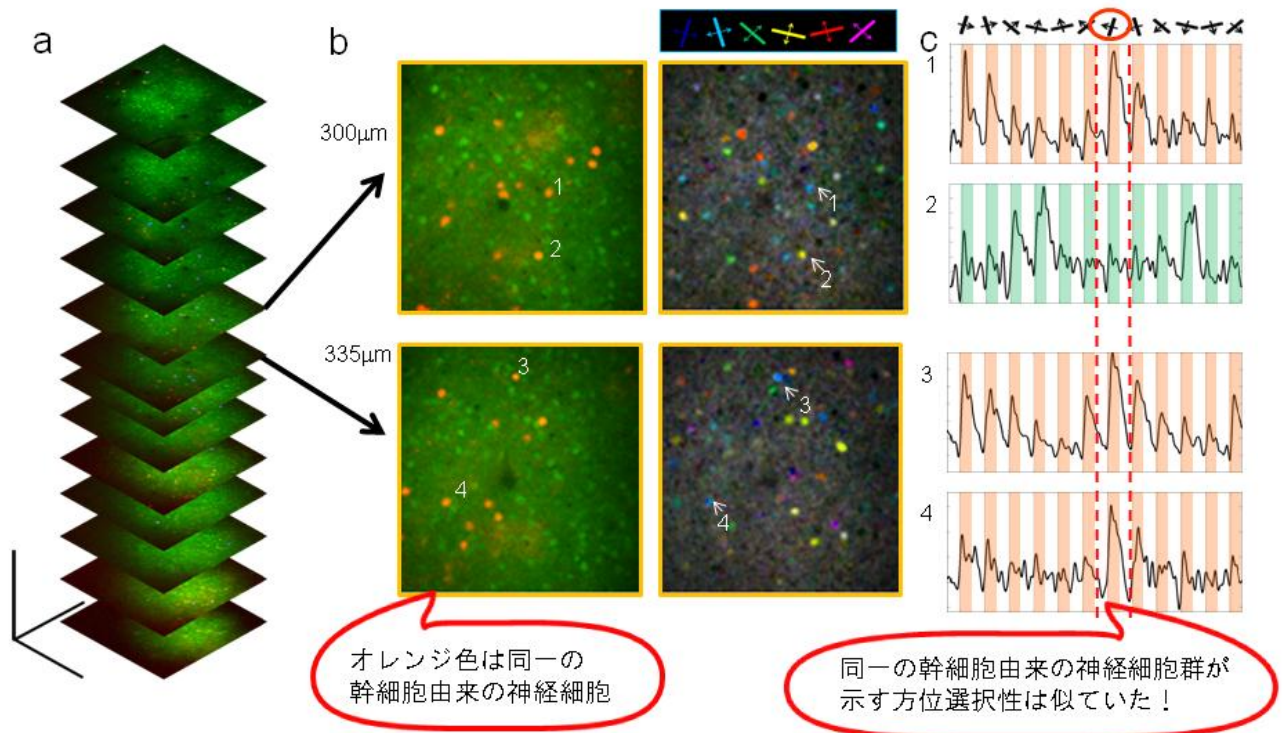 a
b
c
300μm
1
2
1
2
335μm
3
4
3
4
1
2
3
4
オレンジ色は同一の
幹細胞由来の神経細胞
同一の幹細胞由来の神経細胞群が
示す方位選択性は似ていた！